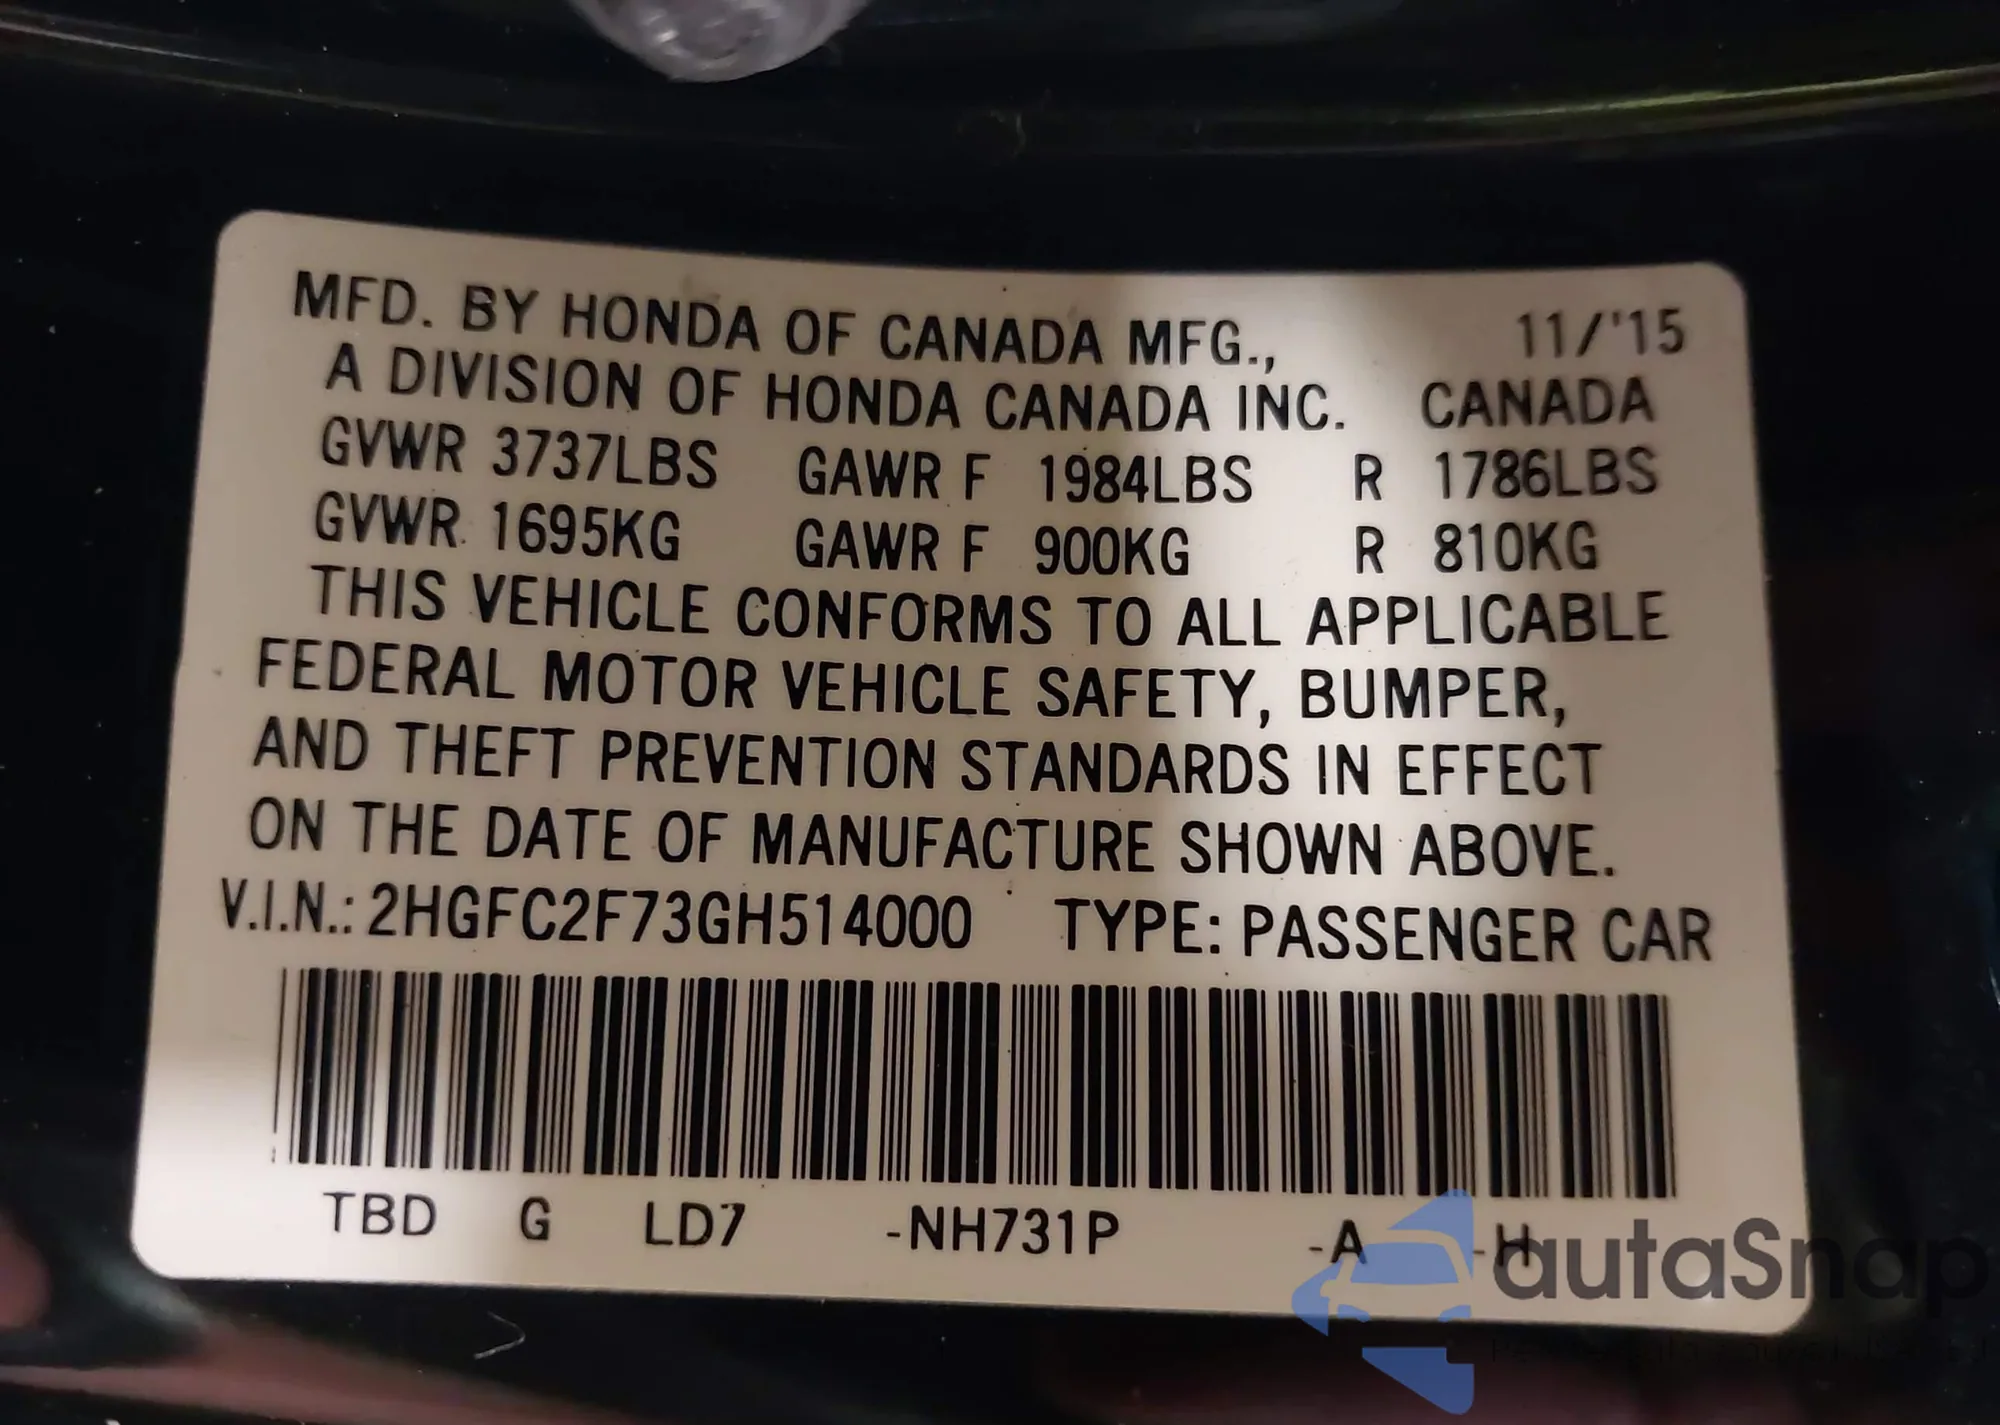 MFD. BY HONDA OF CANADA MFG., 11/'15
A DIVISION OF HONDA CANADA INC. CANADA
GVWR 3737LBS GAWR F 1984LBS R 1786LBS
GVWR 1695KG GAWR F 900KG R 810KG
THIS VEHICLE CONFORMS TO ALL APPLICABLE
FEDERAL MOTOR VEHICLE SAFETY, BUMPER,
AND THEFT PREVENTION STANDARDS IN EFFECT
ON THE DATE OF MANUFACTURE SHOWN ABOVE.
V.I.N.: 2HGFC2F73GH514000 TYPE: PASSENGER CAR
TBD G LD7 -NH731P -A -H
autaSnap